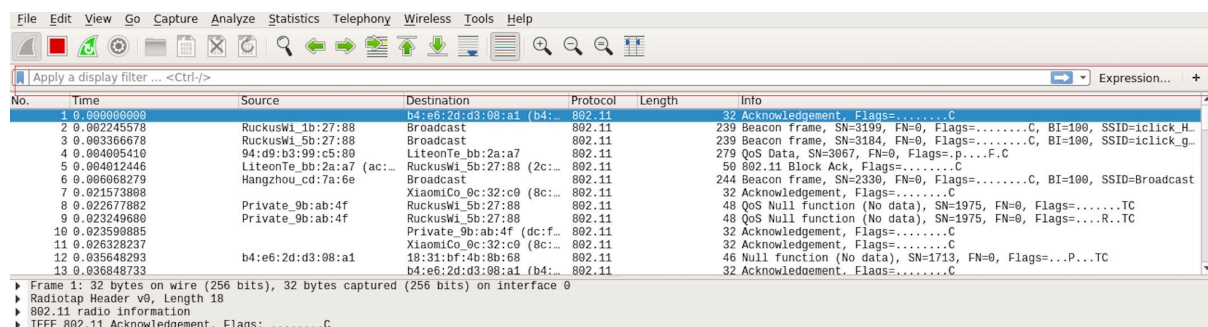 File Edit View Go Capture Analyze Statistics Telephony Wireless Tools Help
Apply a display filter ... <Ctrl-/> Expression... +
No. Time Source Destination Protocol Length Info
1 0.000000000 b4:e6:2d:d3:08:a1 (b4:… 802.11 32 Acknowledgement, Flags=........C
2 0.002245578 RuckusWi_1b:27:88 Broadcast 802.11 239 Beacon frame, SN=3199, FN=0, Flags=........C, BI=100, SSID=iclick_H…
3 0.003366678 RuckusWi_5b:27:88 Broadcast 802.11 239 Beacon frame, SN=3184, FN=0, Flags=........C, BI=100, SSID=iclick_g…
4 0.004005410 94:d9:b3:99:c5:80 LiteonTe_bb:2a:a7 802.11 279 QoS Data, SN=3067, FN=0, Flags=.p....F.C
5 0.004012446 LiteonTe_bb:2a:a7 (ac:… RuckusWi_5b:27:88 (2c:… 802.11 50 802.11 Block Ack, Flags=........C
6 0.006068279 Hangzhou_cd:7a:6e Broadcast 802.11 244 Beacon frame, SN=2330, FN=0, Flags=........C, BI=100, SSID=Broadcast
7 0.021573808 XiaomiCo_0c:32:c0 (8c:… 802.11 32 Acknowledgement, Flags=........C
8 0.022677882 Private_9b:ab:4f RuckusWi_5b:27:88 802.11 48 QoS Null function (No data), SN=1975, FN=0, Flags=.......TC
9 0.023249680 Private_9b:ab:4f RuckusWi_5b:27:88 802.11 48 QoS Null function (No data), SN=1975, FN=0, Flags=....R..TC
10 0.023590885 Private_9b:ab:4f (dc:f… 802.11 32 Acknowledgement, Flags=........C
11 0.026328237 XiaomiCo_0c:32:c0 (8c:… 802.11 32 Acknowledgement, Flags=........C
12 0.035648293 b4:e6:2d:d3:08:a1 18:31:bf:4b:8b:68 802.11 46 Null function (No data), SN=1713, FN=0, Flags=...P...TC
13 0.036848733 b4:e6:2d:d3:08:a1 (b4:… 802.11 32 Acknowledgement, Flags=........C
Frame 1: 32 bytes on wire (256 bits), 32 bytes captured (256 bits) on interface 0
Radiotap Header v0, Length 18
802.11 radio information
IEEE 802.11 Acknowledgement, Flags: ........C